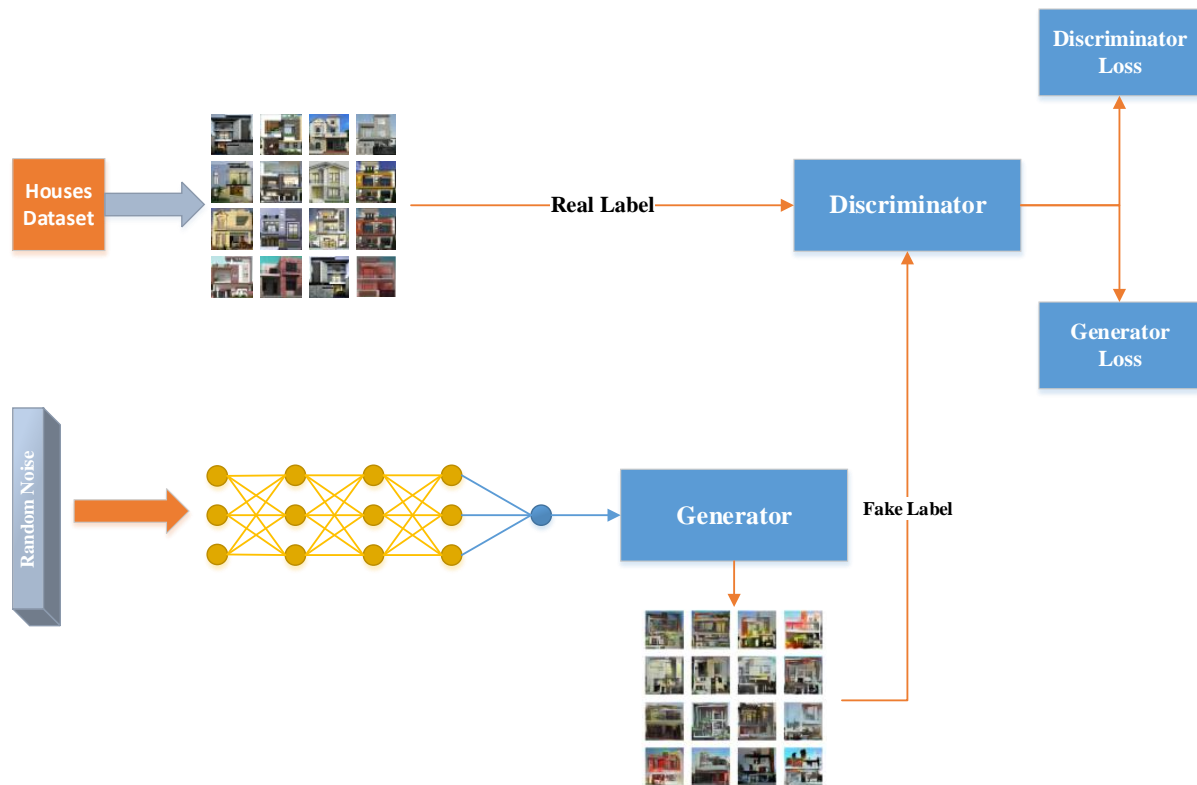 Discriminator
Loss
Houses
Dataset
Real Label
Discriminator
Generator
Loss
Random Noise
Generator
Fake Label